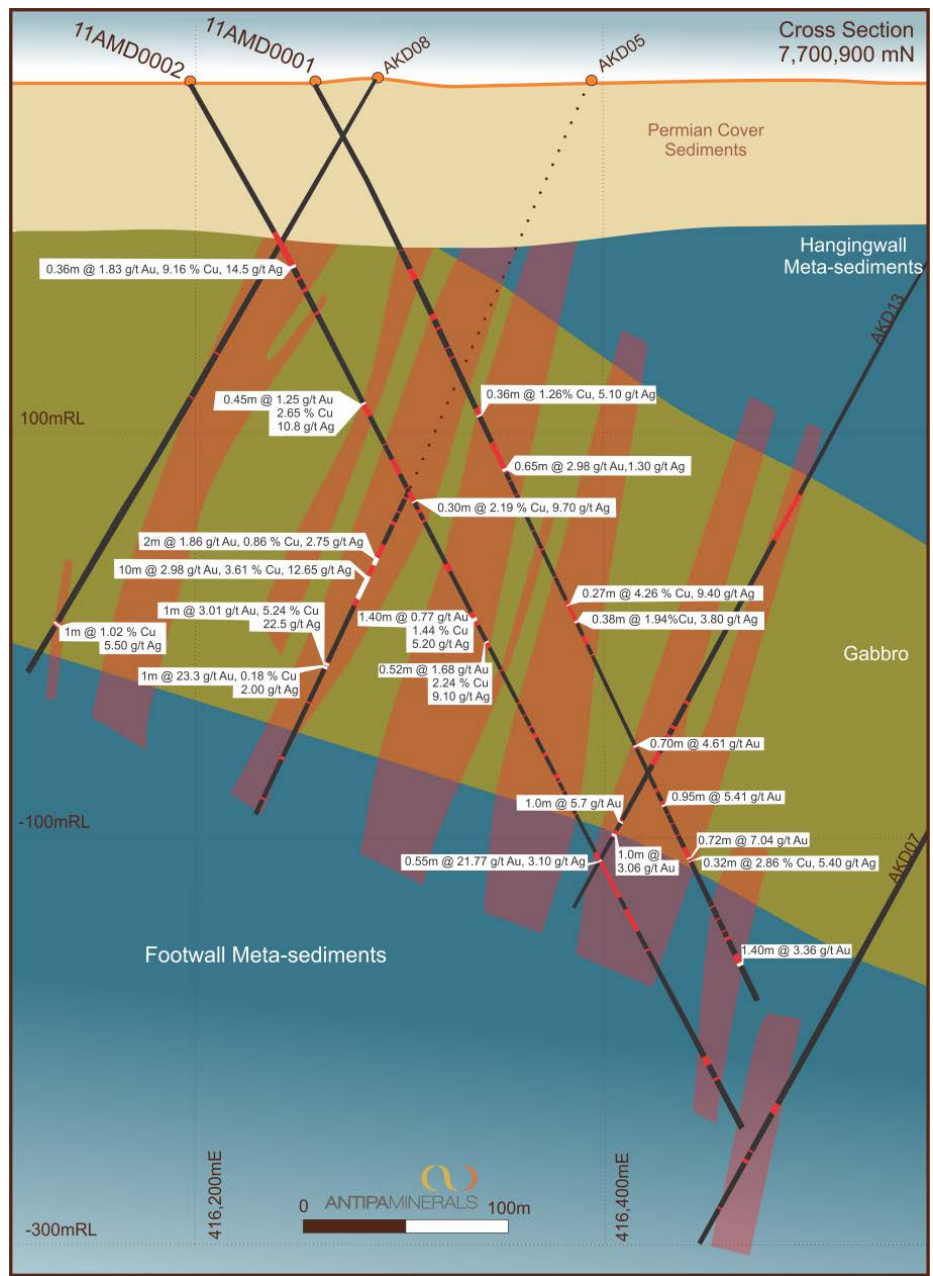 Cross Section
7,700,900 mN
11AMD0002
11AMD0001
AKD08
AKD05
Permian Cover
Sediments
Hangingwall
Meta-sediments
AKD13
0.36m @ 1.83 g/t Au, 9.16 % Cu, 14.5 g/t Ag
0.45m @ 1.25 g/t Au
2.65 % Cu
10.8 g/t Ag
0.36m @ 1.26% Cu, 5.10 g/t Ag
100mRL
0.65m @ 2.98 g/t Au,1.30 g/t Ag
0.30m @ 2.19 % Cu, 9.70 g/t Ag
2m @ 1.86 g/t Au, 0.86 % Cu, 2.75 g/t Ag
10m @ 2.98 g/t Au, 3.61 % Cu, 12.65 g/t Ag
0.27m @ 4.26 % Cu, 9.40 g/t Ag
1m @ 3.01 g/t Au, 5.24 % Cu
22.5 g/t Ag
1.40m @ 0.77 g/t Au
1.44 % Cu
5.20 g/t Ag
0.38m @ 1.94%Cu, 3.80 g/t Ag
1m @ 1.02 % Cu
5.50 g/t Ag
Gabbro
1m @ 23.3 g/t Au, 0.18 % Cu
2.00 g/t Ag
0.52m @ 1.68 g/t Au
2.24 % Cu
9.10 g/t Ag
0.70m @ 4.61 g/t Au
0.95m @ 5.41 g/t Au
1.0m @ 5.7 g/t Au
-100mRL
0.72m @ 7.04 g/t Au
0.55m @ 21.77 g/t Au, 3.10 g/t Ag
1.0m @
3.06 g/t Au
0.32m @ 2.86 % Cu, 5.40 g/t Ag
AKD07
1.40m @ 3.36 g/t Au
Footwall Meta-sediments
416,200mE
416,400mE
ANTIPAMINERALS
0
100m
-300mRL